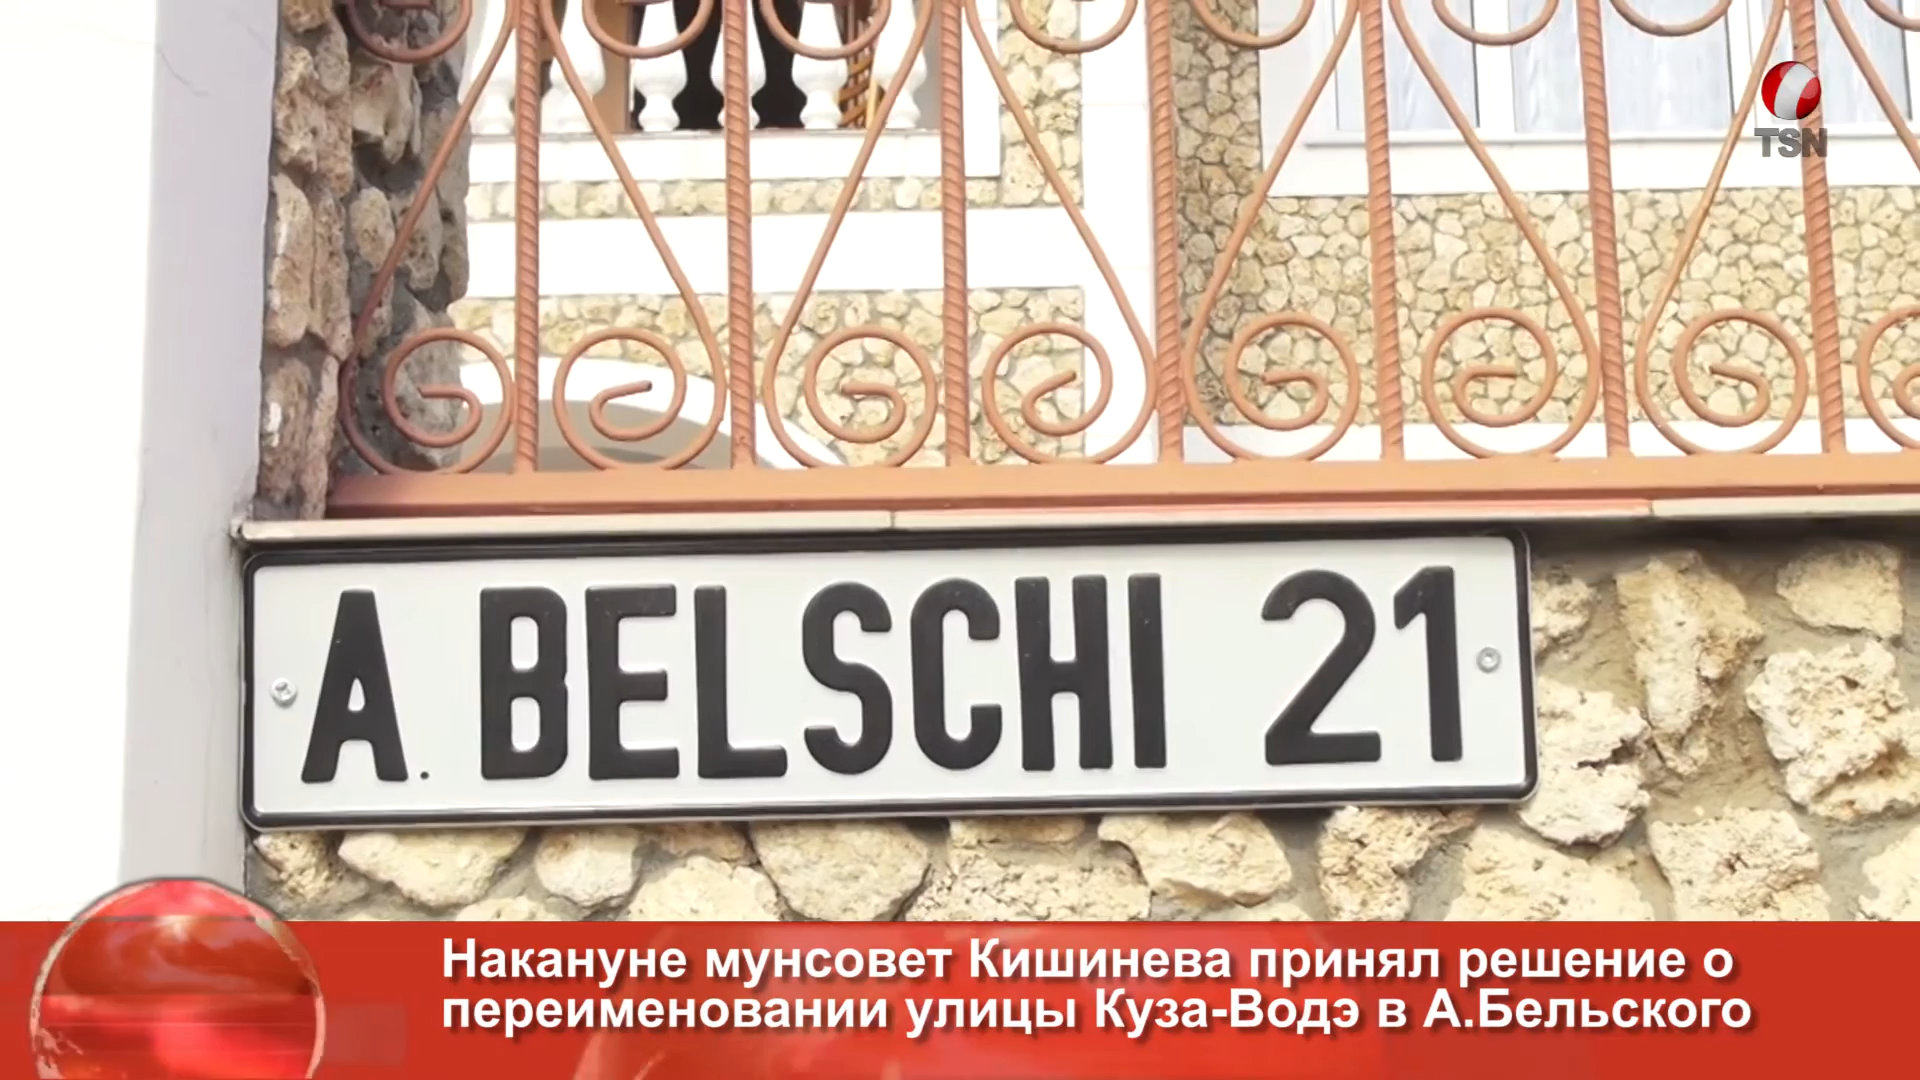 TSN
A. BELSCHI 21
Накануне мунсовет Кишинева принял решение о
переименовании улицы Куза-Водэ в А.Бельского